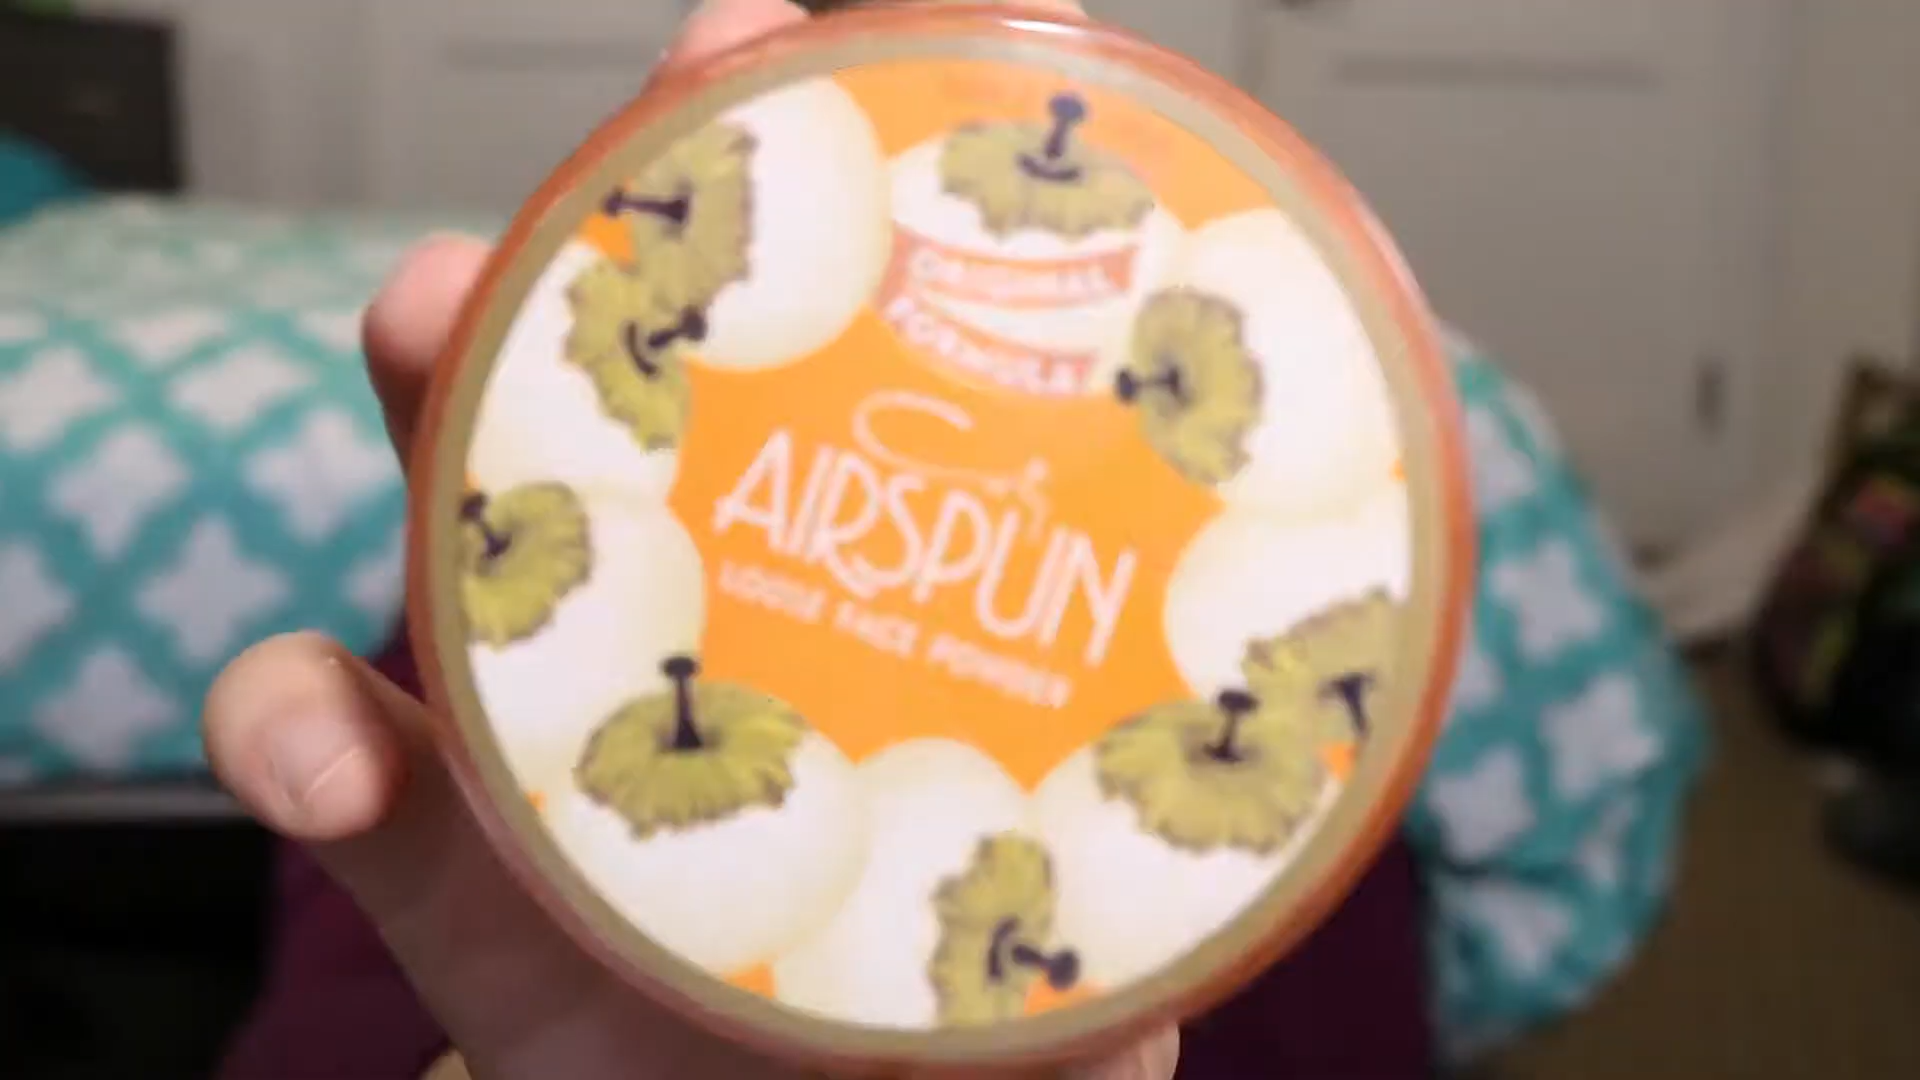 ORIGINAL
FORMULA
AIRSPUN
LOOSE FACE POWDER